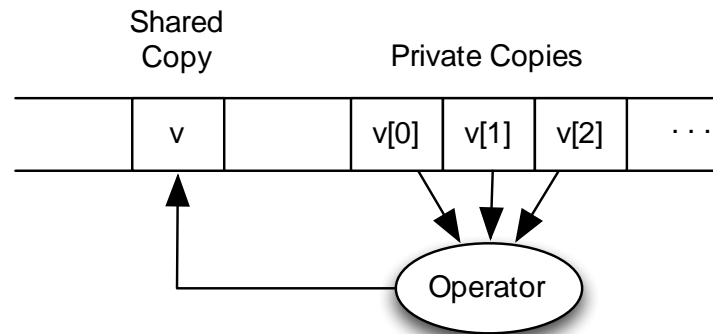 Shared
Copy
Private Copies
v
v[0]
v[1]
v[2]
. . .
Operator